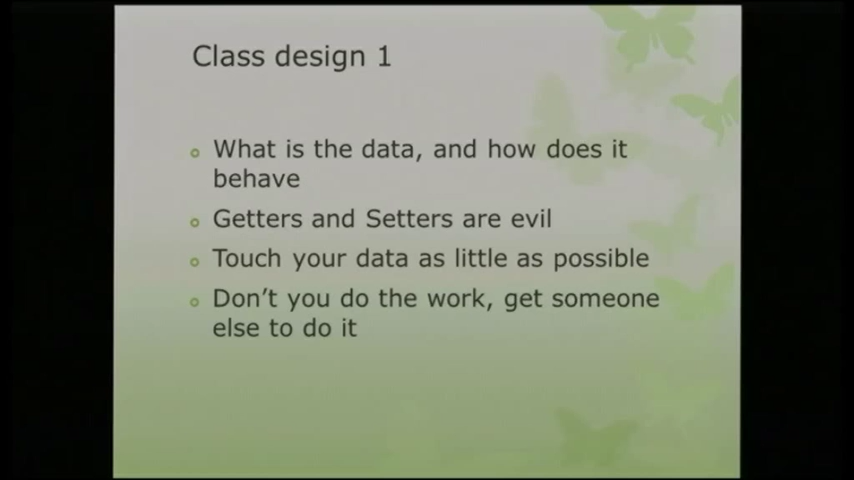 Class design 1
What is the data, and how does it
behave
Getters and Setters are evil
Touch your data as little as possible
Don't you do the work, get someone
else to do it